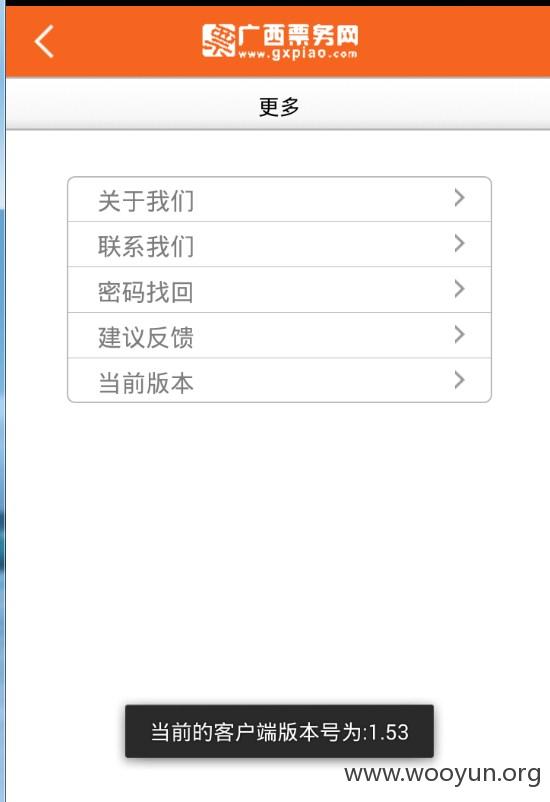 票 广西票务网
www.gxpiao.com
更多
关于我们
联系我们
密码找回
建议反馈
当前版本
当前的客户端版本号为:1.53
www.wooyun.org